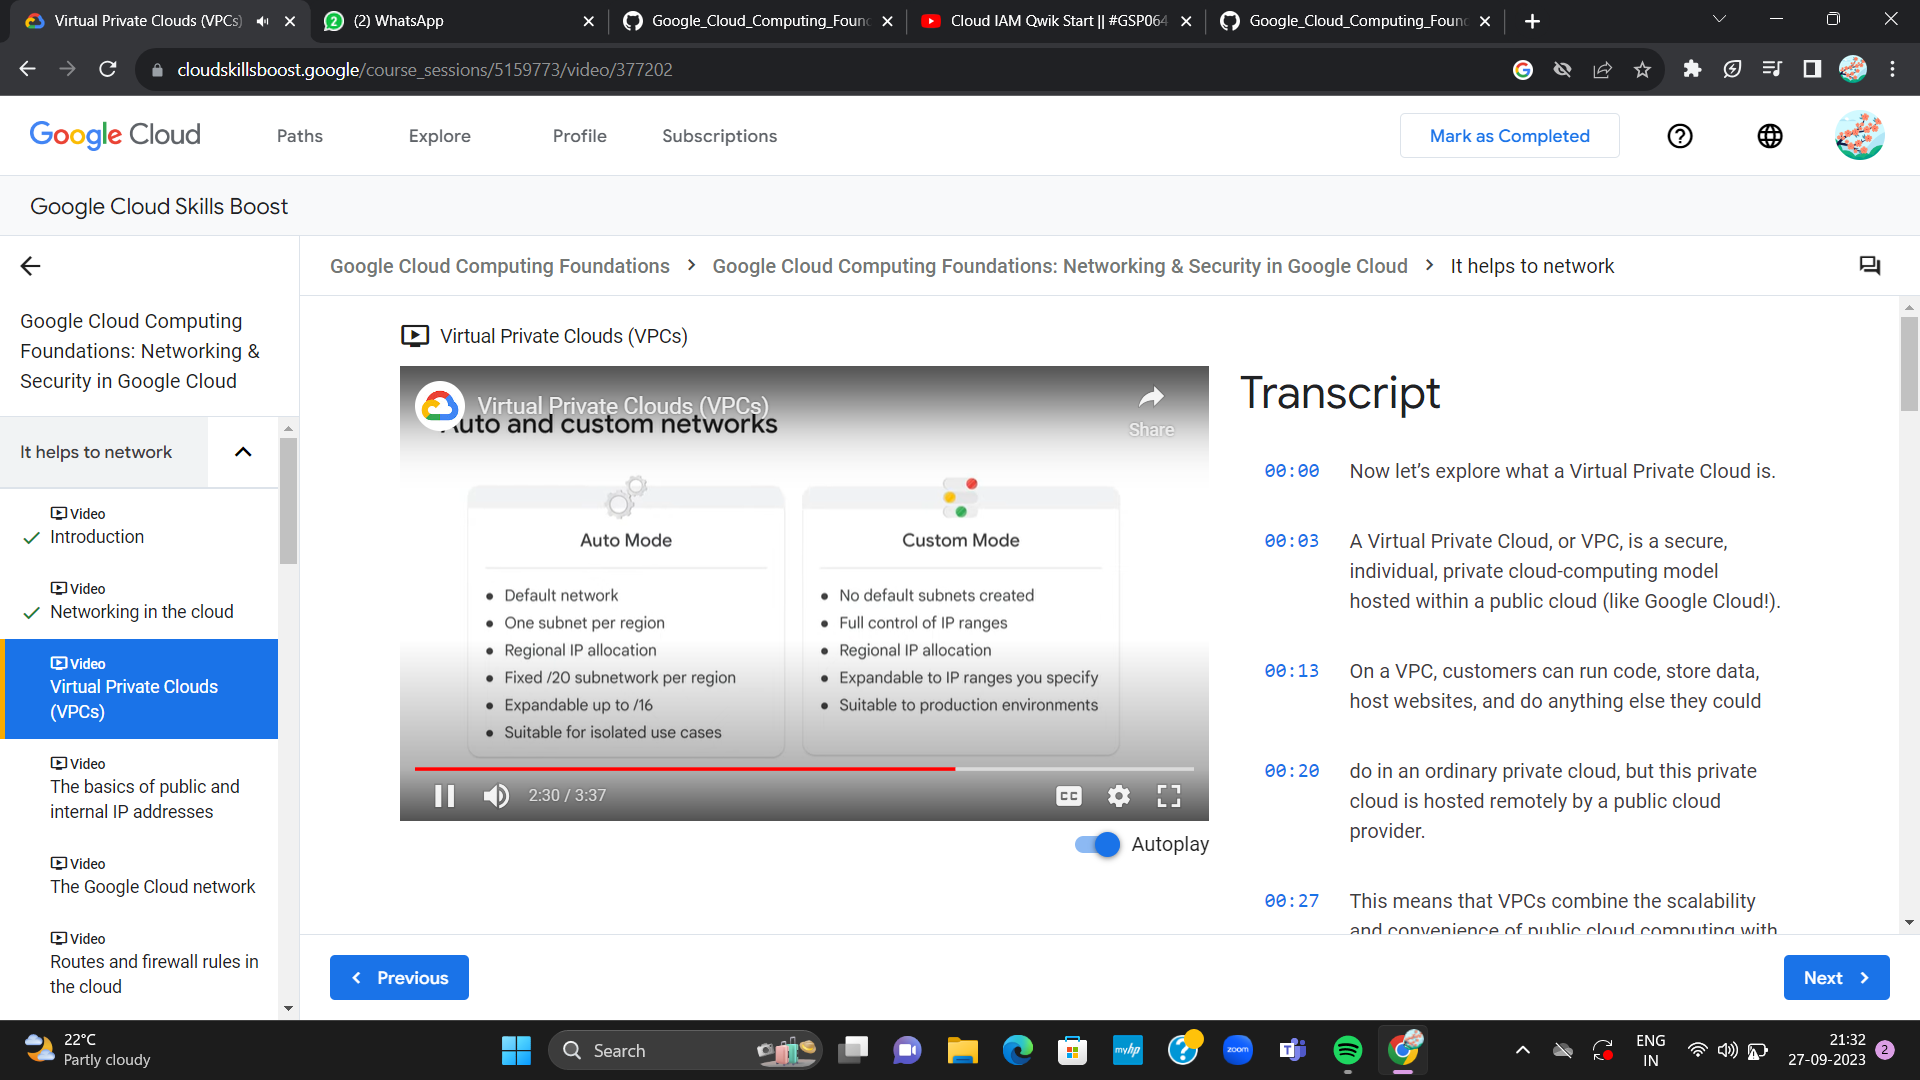 Virtual Private Clouds (VPCs)
(2) WhatsApp
Google_Cloud_Computing_Foun
Cloud IAM Qwik Start || #GSP064
Google_Cloud_Computing_Foun
cloudskillsboost.google/course_sessions/5159773/video/377202
Google Cloud
Paths
Explore
Profile
Subscriptions
Mark as Completed
Google Cloud Skills Boost
Google Cloud Computing Foundations
Google Cloud Computing Foundations: Networking & Security in Google Cloud
It helps to network
Google Cloud Computing
Foundations: Networking &
Security in Google Cloud
It helps to network
Video
Introduction
Video
Networking in the cloud
Video
Virtual Private Clouds
(VPCs)
Video
The basics of public and
internal IP addresses
Video
The Google Cloud network
Video
Routes and firewall rules in
the cloud
Virtual Private Clouds (VPCs)
Virtual Private Clouds (VPCs)
Auto and custom networks
Share
Auto Mode
Default network
One subnet per region
Regional IP allocation
Fixed /20 subnetwork per region
Expandable up to /16
Suitable for isolated use cases
Custom Mode
No default subnets created
Full control of IP ranges
Regional IP allocation
Expandable to IP ranges you specify
Suitable to production environments
2:30 / 3:37
CC
Autoplay
Transcript
00:00 Now let's explore what a Virtual Private Cloud is.
00:03 A Virtual Private Cloud, or VPC, is a secure,
individual, private cloud-computing model
hosted within a public cloud (like Google Cloud!).
00:13 On a VPC, customers can run code, store data,
host websites, and do anything else they could
00:20 do in an ordinary private cloud, but this private
cloud is hosted remotely by a public cloud
provider.
00:27 This means that VPCs combine the scalability
and convenience of public cloud computing with
Previous
Next
22°C
Partly cloudy
Search
myhp
zoom
ENG
IN
21:32
27-09-2023
2